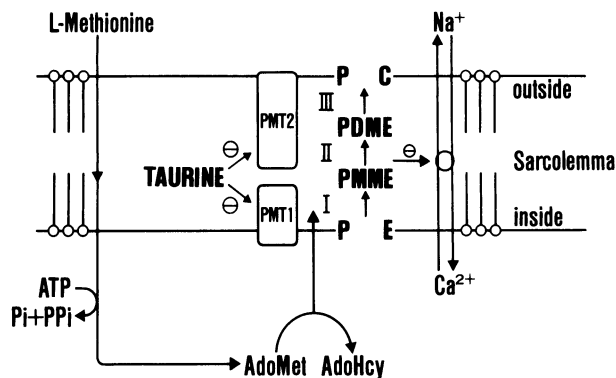 L-Methionine
Na⁺
P C
outside
III
PMT2
PDME
⊖
II
⊖
Sarcolemma
TAURINE
PMME
⊖
PMT1
I
inside
P E
ATP
Ca²⁺
Pi+PPi
AdoMet AdoHcy